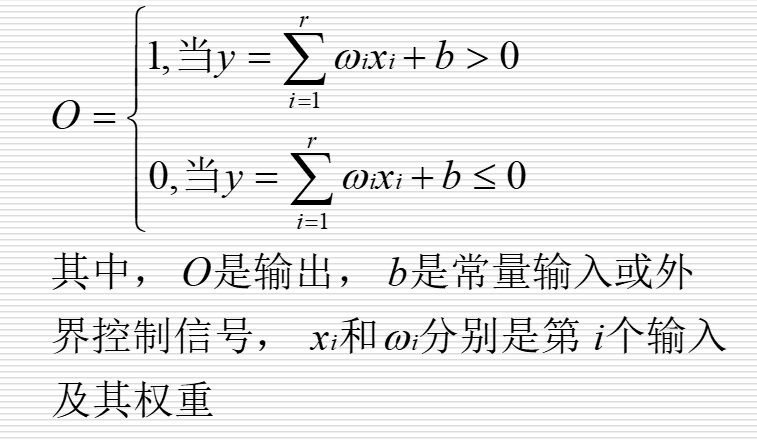 O = { 1, 当y = ∑_{i=1}^{r} ω_i x_i + b > 0
0, 当y = ∑_{i=1}^{r} ω_i x_i + b ≤ 0
其中， O是输出， b是常量输入或外
界控制信号， x_i和ω_i分别是第 i个输入
及其权重